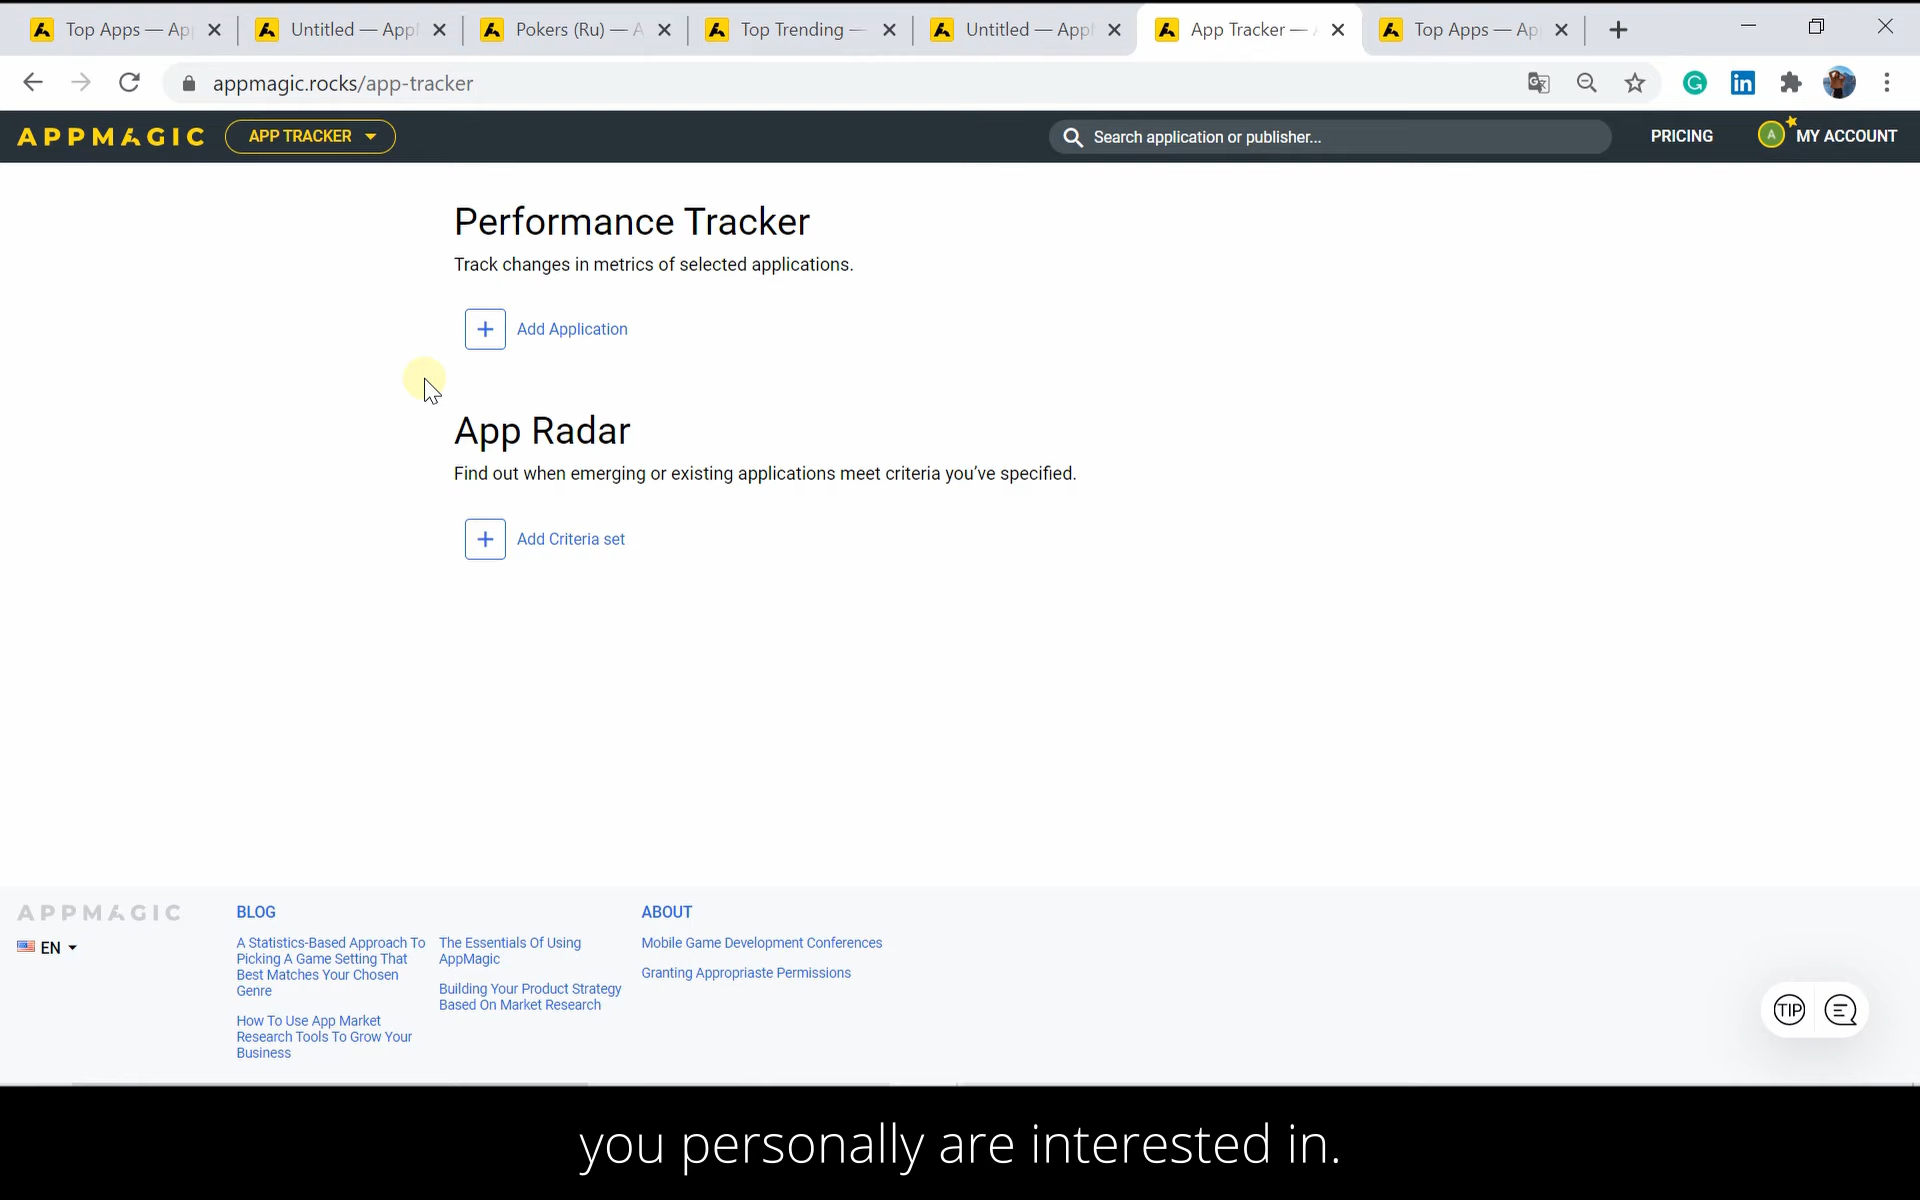 Top Apps — Ap
Untitled — App
Pokers (Ru) — A
Top Trending —
Untitled — App
App Tracker —
Top Apps — Ap
appmagic.rocks/app-tracker
APPMAGIC
APP TRACKER
Search application or publisher...
PRICING
A
MY ACCOUNT
Performance Tracker
Track changes in metrics of selected applications.
Add Application
App Radar
Find out when emerging or existing applications meet criteria you’ve specified.
Add Criteria set
APPMAGIC
EN
BLOG
A Statistics-Based Approach To
Picking A Game Setting That
Best Matches Your Chosen
Genre
How To Use App Market
Research Tools To Grow Your
Business
The Essentials Of Using
AppMagic
Building Your Product Strategy
Based On Market Research
ABOUT
Mobile Game Development Conferences
Granting Appropriaste Permissions
TIP
you personally are interested in.